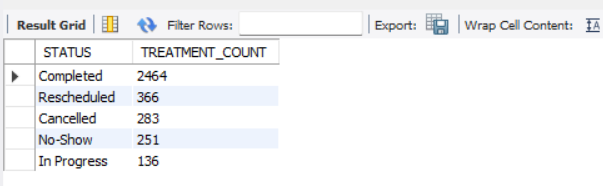 Result Grid Filter Rows: Export: Wrap Cell Content: IA
STATUS TREATMENT_COUNT
Completed 2464
Rescheduled 366
Cancelled 283
No-Show 251
In Progress 136